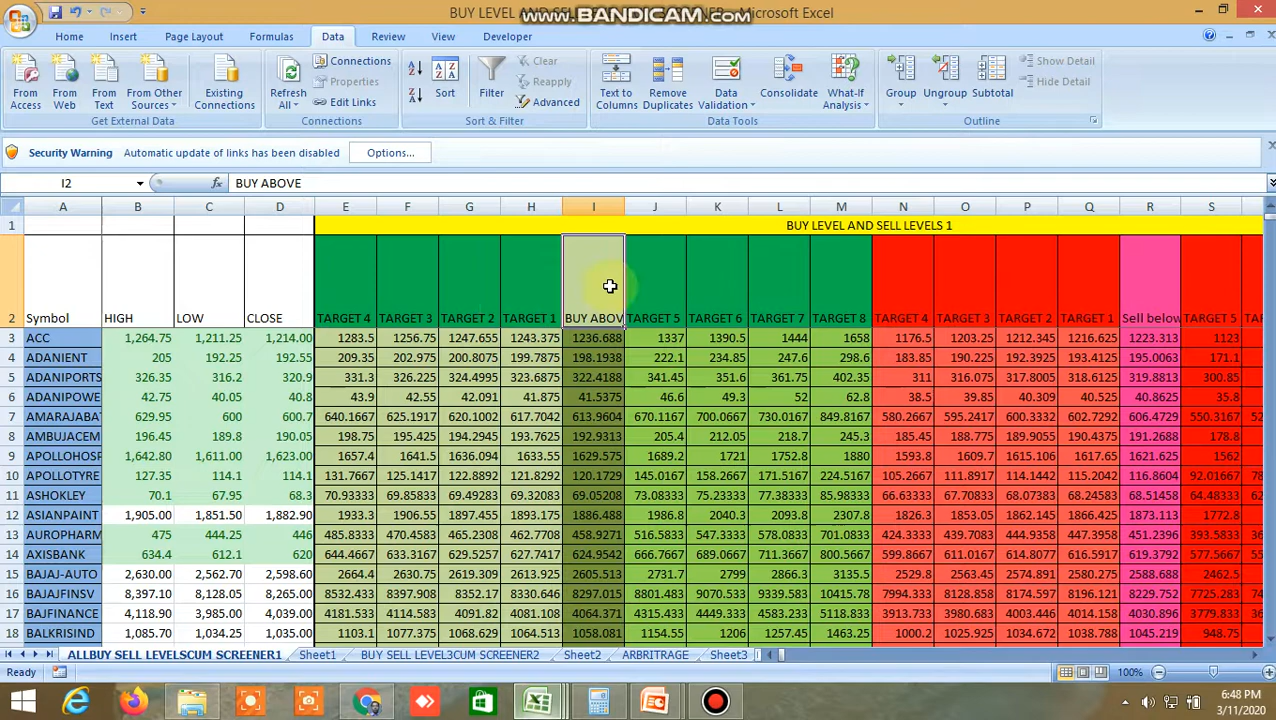 BUY LEVEL AND SE Microsoft Excel
www.BANDICAM.com
Home Insert Page Layout Formulas Data Review View Developer
From Access From Web From Text From Other Sources Existing Connections Refresh All Connections Properties Edit Links Sort Filter Clear Reapply Advanced Text to Columns Remove Duplicates Data Validation Consolidate What-If Analysis Group Ungroup Subtotal Show Detail Hide Detail
Get External Data Connections Sort & Filter Data Tools Outline
Security Warning Automatic update of links has been disabled Options...
I2 fx BUY ABOVE
A B C D E F G H I J K L M N O P Q R S
1 BUY LEVEL AND SELL LEVELS 1
2 Symbol HIGH LOW CLOSE TARGET 4 TARGET 3 TARGET 2 TARGET 1 BUY ABOV TARGET 5 TARGET 6 TARGET 7 TARGET 8 TARGET 4 TARGET 3 TARGET 2 TARGET 1 Sell below TARGET 5
3 ACC 1,264.75 1,211.25 1,214.00 1283.5 1256.75 1247.655 1243.375 1236.688 1337 1390.5 1444 1658 1176.5 1203.25 1212.345 1216.625 1223.313 1123
4 ADANIENT 205 192.25 192.55 209.35 202.975 200.8075 199.7875 198.1938 222.1 234.85 247.6 298.6 183.85 190.225 192.3925 193.4125 195.0063 171.1
5 ADANIPORTS 326.35 316.2 320.9 331.3 326.225 324.4995 323.6875 322.4188 341.45 351.6 361.75 402.35 311 316.075 317.8005 318.6125 319.8813 300.85
6 ADANIPOWE 42.75 40.05 40.8 43.9 42.55 42.091 41.875 41.5375 46.6 49.3 52 62.8 38.5 39.85 40.309 40.525 40.8625 35.8
7 AMARAJABA 629.95 600 600.7 640.1667 625.1917 620.1002 617.7042 613.9604 670.1167 700.0667 730.0167 849.8167 580.2667 595.2417 600.3332 602.7292 606.4729 550.3167
8 AMBUJACEM 196.45 189.8 190.05 198.75 195.425 194.2945 193.7625 192.9313 205.4 212.05 218.7 245.3 185.45 188.775 189.9055 190.4375 191.2688 178.8
9 APOLLOHOSP 1,642.80 1,611.00 1,623.00 1657.4 1641.5 1636.094 1633.55 1629.575 1689.2 1721 1752.8 1880 1593.8 1609.7 1615.106 1617.65 1621.625 1562
10 APOLLOTYRE 127.35 114.1 114.1 131.7667 125.1417 122.8892 121.8292 120.1729 145.0167 158.2667 171.5167 224.5167 105.2667 111.8917 114.1442 115.2042 116.8604 92.01667
11 ASHOKLEY 70.1 67.95 68.3 70.93333 69.85833 69.49283 69.32083 69.05208 73.08333 75.23333 77.38333 85.98333 66.63333 67.70833 68.07383 68.24583 68.51458 64.48333
12 ASIANPAINT 1,905.00 1,851.50 1,882.90 1933.3 1906.55 1897.455 1893.175 1886.488 1986.8 2040.3 2093.8 2307.8 1826.3 1853.05 1862.145 1866.425 1873.113 1772.8
13 AUROPHARM 475 444.25 446 485.8333 470.4583 465.2308 462.7708 458.9271 516.5833 547.3333 578.0833 701.0833 424.3333 439.7083 444.9358 447.3958 451.2396 393.5833
14 AXISBANK 634.4 612.1 620 644.4667 633.3167 629.5257 627.7417 624.9542 666.7667 689.0667 711.3667 800.5667 599.8667 611.0167 614.8077 616.5917 619.3792 577.5667
15 BAJAJ-AUTO 2,630.00 2,562.70 2,598.60 2664.4 2630.75 2619.309 2613.925 2605.513 2731.7 2799 2866.3 3135.5 2529.8 2563.45 2574.891 2580.275 2588.688 2462.5
16 BAJAJFINSV 8,397.10 8,128.05 8,265.00 8532.433 8397.908 8352.17 8330.646 8297.015 8801.483 9070.533 9339.583 10415.78 7994.333 8128.858 8174.597 8196.121 8229.752 7725.283
17 BAJFINANCE 4,118.90 3,985.00 4,039.00 4181.533 4114.583 4091.82 4081.108 4064.371 4315.433 4449.333 4583.233 5118.833 3913.733 3980.683 4003.446 4014.158 4030.896 3779.833
18 BALKRISIND 1,085.70 1,034.25 1,035.00 1103.1 1077.375 1068.629 1064.513 1058.081 1154.55 1206 1257.45 1463.25 1000.2 1025.925 1034.672 1038.788 1045.219 948.75
ALLBUY SELL LEVELSCUM SCREENER1 Sheet1 BUY SELL LEVEL3CUM SCREENER2 Sheet2 ARBRITRAGE Sheet3
Ready 100%
6:48 PM
3/11/2020